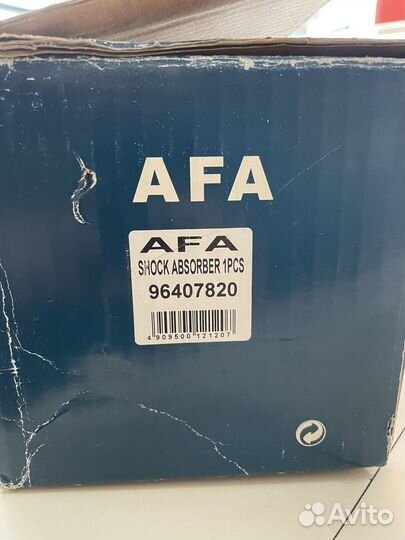 AFA
AFA
SHOCK ABSORBER 1PCS
96407820
4 909500 121207
Avito